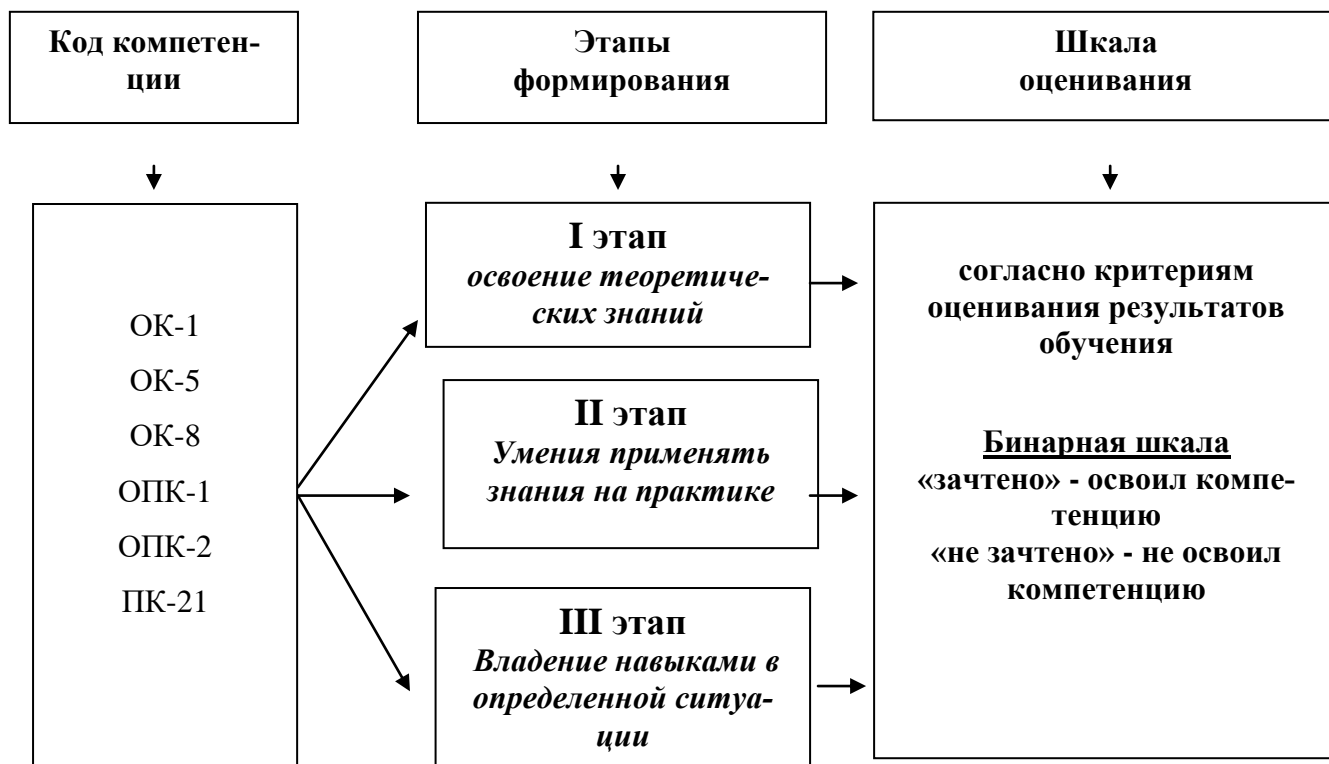 Код компетен-
ции
Этапы
формирования
Шкала
оценивания
ОК-1
ОК-5
ОК-8
ОПК-1
ОПК-2
ПК-21
I этап
освоение теоретиче-
ских знаний
II этап
Умения применять
знания на практике
III этап
Владение навыками в
определенной ситуа-
ции
согласно критериям
оценивания результатов
обучения
Бинарная шкала
«зачтено» - освоил компе-
тенцию
«не зачтено» - не освоил
компетенцию